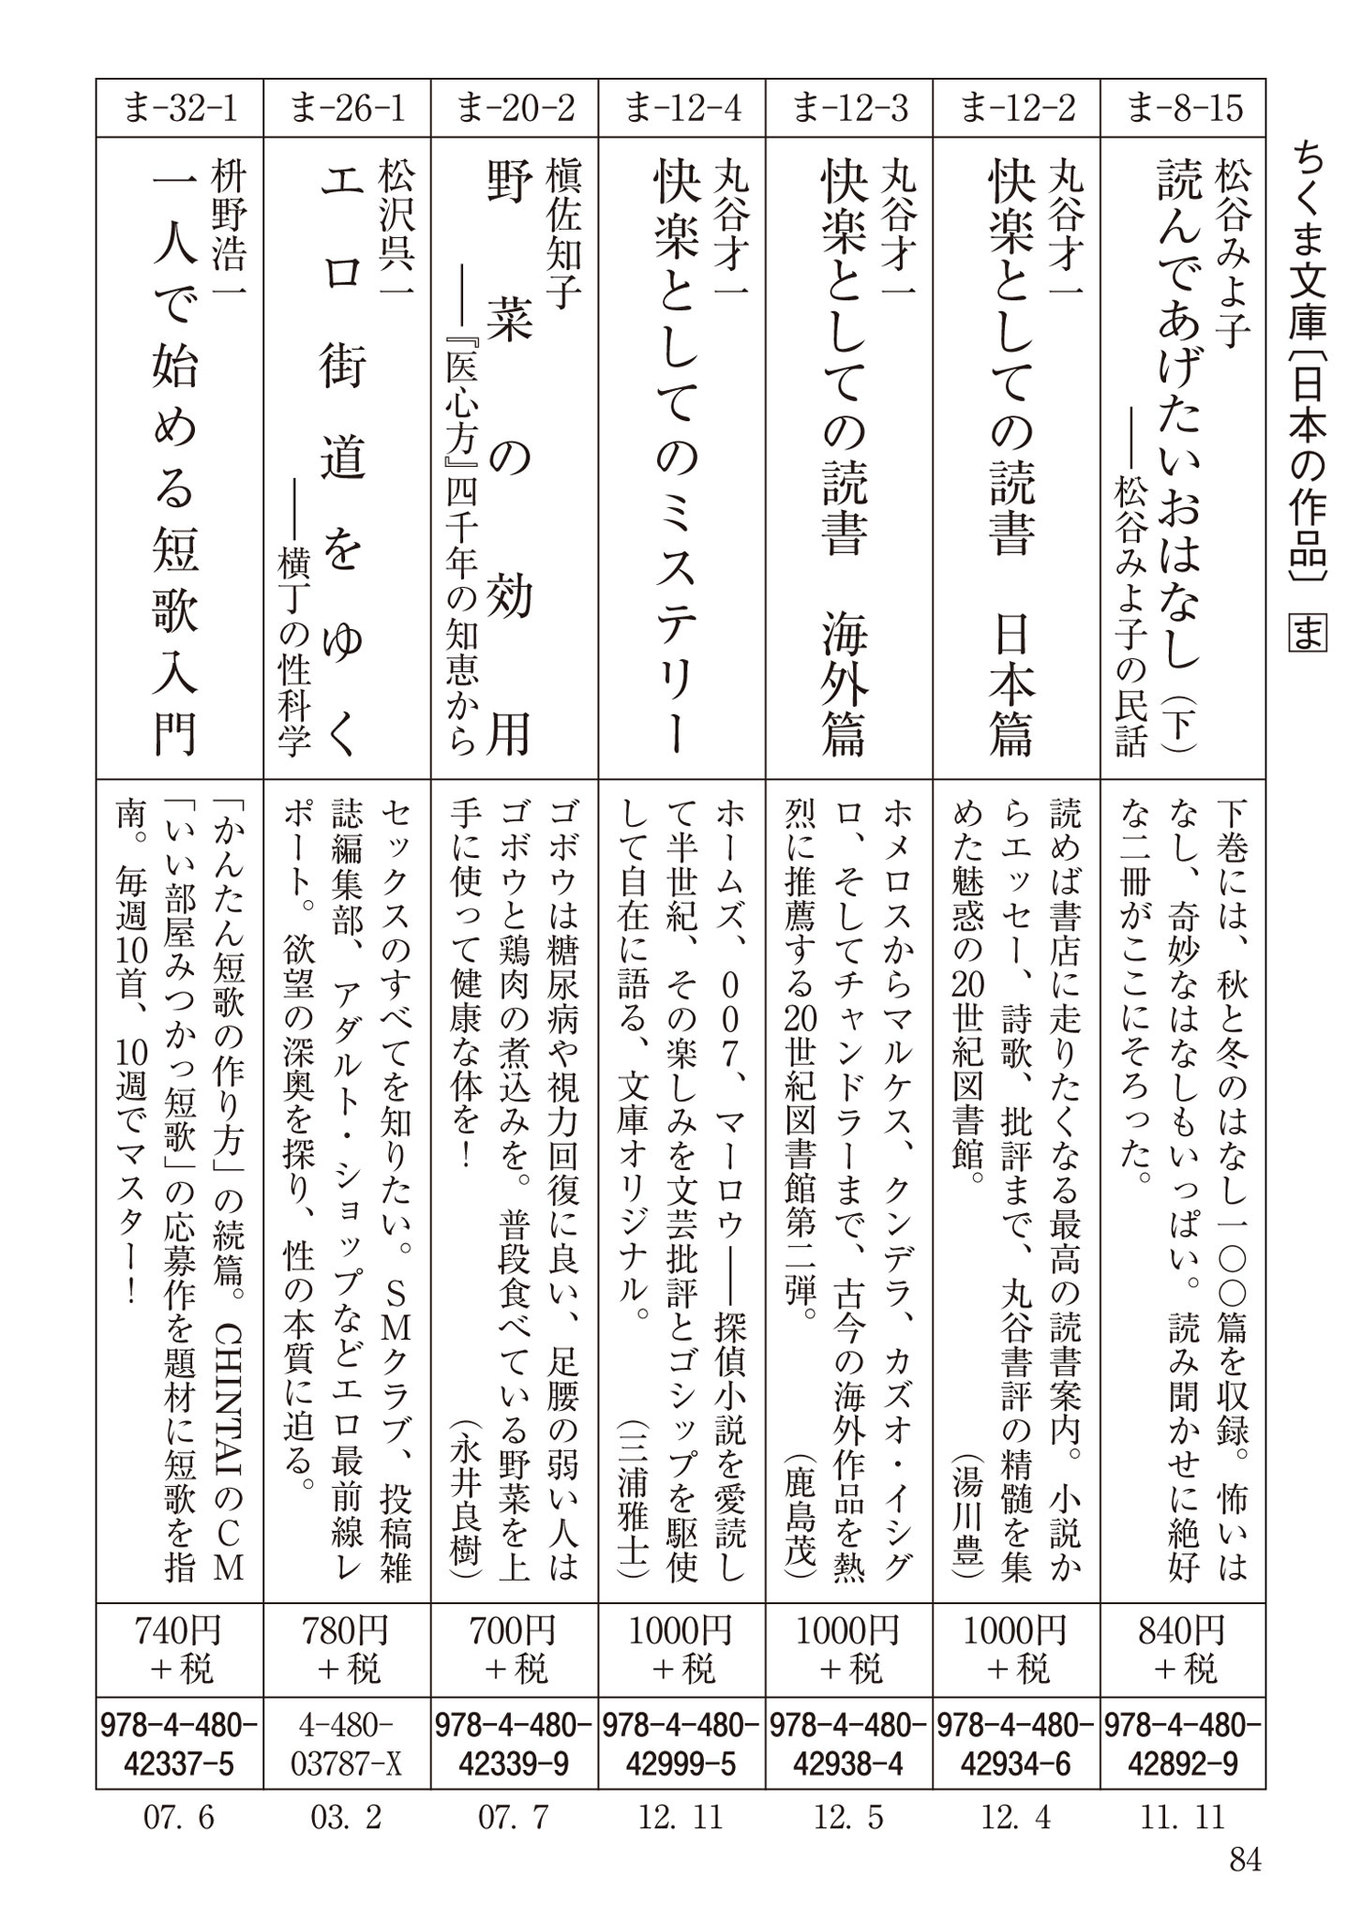 ちくま文庫〔日本の作品〕 ま
ま-8-15
松谷みよ子
読んであげたいおはなし（下）
――松谷みよ子の民話
下巻には、秋と冬のはなし一〇〇篇を収録。怖いは
なし、奇妙なはなしもいっぱい。読み聞かせに絶好
な二冊がここにそろった。
840円
＋税
978-4-480-
42892-9
11. 11
ま-12-2
丸谷才一
快楽としての読書　日本篇
読めば書店に走りたくなる最高の読書案内。小説か
らエッセー、詩歌、批評まで、丸谷書評の精髄を集
めた魅惑の20世紀図書館。
（湯川豊）
1000円
＋税
978-4-480-
42934-6
12. 4
ま-12-3
丸谷才一
快楽としての読書　海外篇
ホメロスからマルケス、クンデラ、カズオ・イシグ
ロ、そしてチャンドラーまで、古今の海外作品を熱
烈に推薦する20世紀図書館第二弾。
（鹿島茂）
1000円
＋税
978-4-480-
42938-4
12. 5
ま-12-4
丸谷才一
快楽としてのミステリー
ホームズ、００７、マーロウ――探偵小説を愛読し
て半世紀、その楽しみを文芸批評とゴシップを駆使
して自在に語る、文庫オリジナル。
（三浦雅士）
1000円
＋税
978-4-480-
42999-5
12. 11
ま-20-2
槇佐知子
野菜の効用
――『医心方』四千年の知恵から
ゴボウは糖尿病や視力回復に良い、足腰の弱い人は
ゴボウと鶏肉の煮込みを。普段食べている野菜を上
手に使って健康な体を！
（永井良樹）
700円
＋税
978-4-480-
42339-9
07. 7
ま-26-1
松沢呉一
エロ街道をゆく
――横丁の性科学
セックスのすべてを知りたい。ＳＭクラブ、投稿雑
誌編集部、アダルト・ショップなどエロ最前線レ
ポート。欲望の深奥を探り、性の本質に迫る。
780円
＋税
4-480-
03787-X
03. 2
ま-32-1
枡野浩一
一人で始める短歌入門
「かんたん短歌の作り方」の続篇。CHINTAIのＣＭ
「いい部屋みつかっ短歌」の応募作を題材に短歌を指
南。毎週10首、10週でマスター！
740円
＋税
978-4-480-
42337-5
07. 6
84